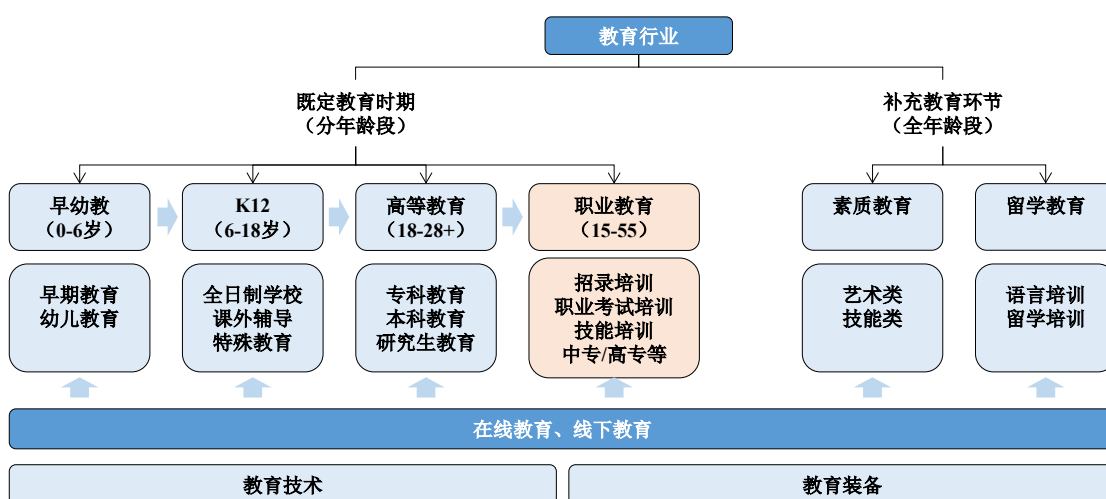 教育行业
既定教育时期
（分年龄段）
补充教育环节
（全年龄段）
早幼教
（0-6岁）
K12
（6-18岁）
高等教育
（18-28+）
职业教育
（15-55）
素质教育
留学教育
早期教育
幼儿教育
全日制学校
课外辅导
特殊教育
专科教育
本科教育
研究生教育
招录培训
职业考试培训
技能培训
中专/高专等
艺术类
技能类
语言培训
留学培训
在线教育、线下教育
教育技术
教育装备